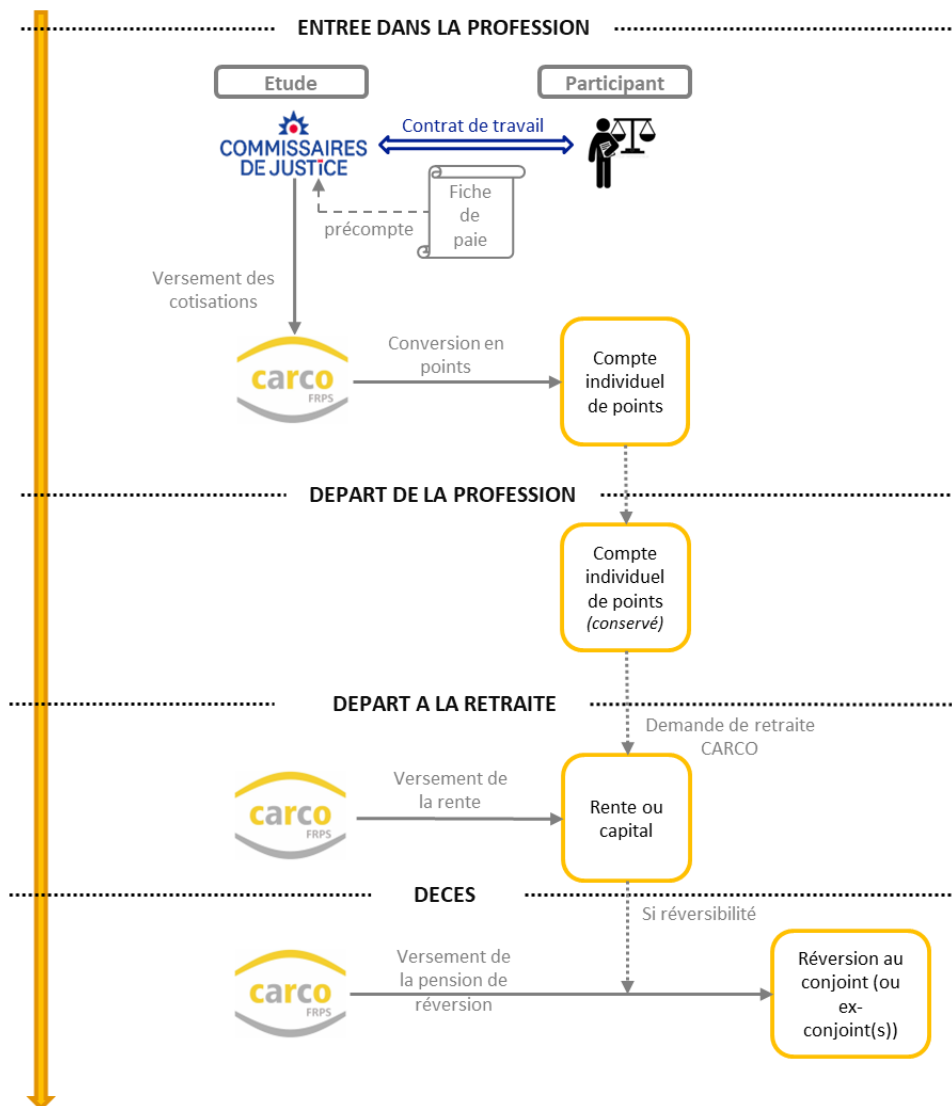 ENTREE DANS LA PROFESSION
Etude
Participant
COMMISSAIRES
DE JUSTICE
Contrat de travail
précompte
Fiche
de
paie
Versement des
cotisations
carco
FRPS
Conversion en
points
Compte
individuel
de points
DEPART DE LA PROFESSION
Compte
individuel
de points
(conservé)
DEPART A LA RETRAITE
Demande de retraite
CARCO
carco
FRPS
Versement de
la rente
Rente ou
capital
DECES
Si réversibilité
carco
FRPS
Versement de
la pension de
réversion
Réversion au
conjoint (ou
ex-
conjoint(s))